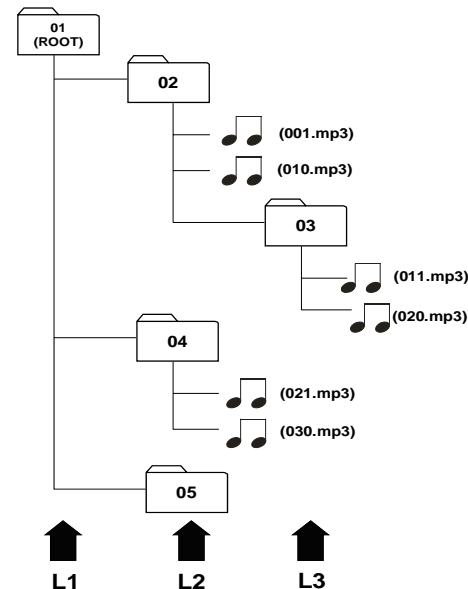 01
(ROOT)
02
(001.mp3)
(010.mp3)
03
(011.mp3)
(020.mp3)
04
(021.mp3)
(030.mp3)
05
L1 L2 L3